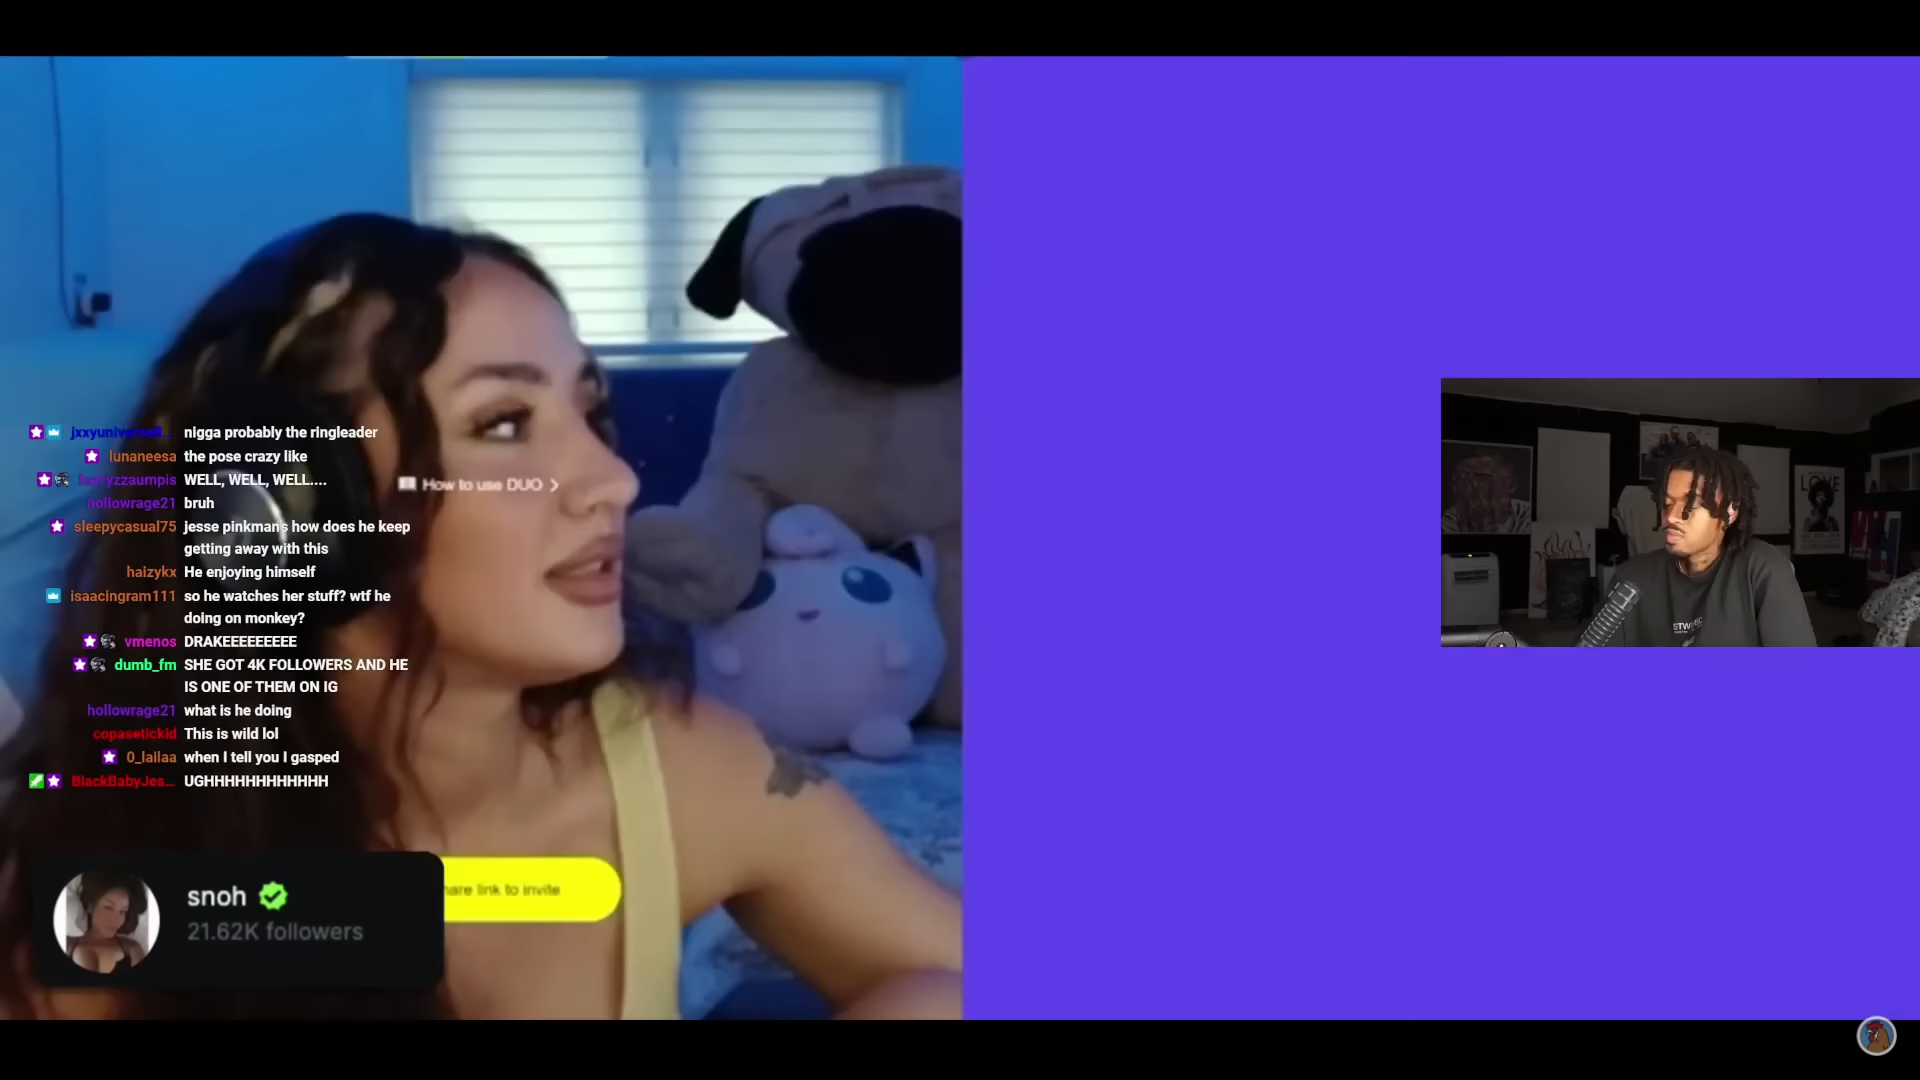 jxxyuniverse nigga probably the ringleader
lunaneesa the pose crazy like
WELL, WELL, WELL....
How to use DUO >
hollowrage21 bruh
sleepycasual75 jesse pinkmans how does he keep
getting away with this
haizykx He enjoying himself
isaacingram111 so he watches her stuff? wtf he
doing on monkey?
vmenos DRAKEEEEEEEEE
dumb_fm SHE GOT 4K FOLLOWERS AND HE
IS ONE OF THEM ON IG
hollowrage21 what is he doing
copasetickid This is wild lol
0_lailaa when I tell you I gasped
BlackBabyJes... UGHHHHHHHHHHHH
hare link to invite
snoh
21.62K followers
LOVE